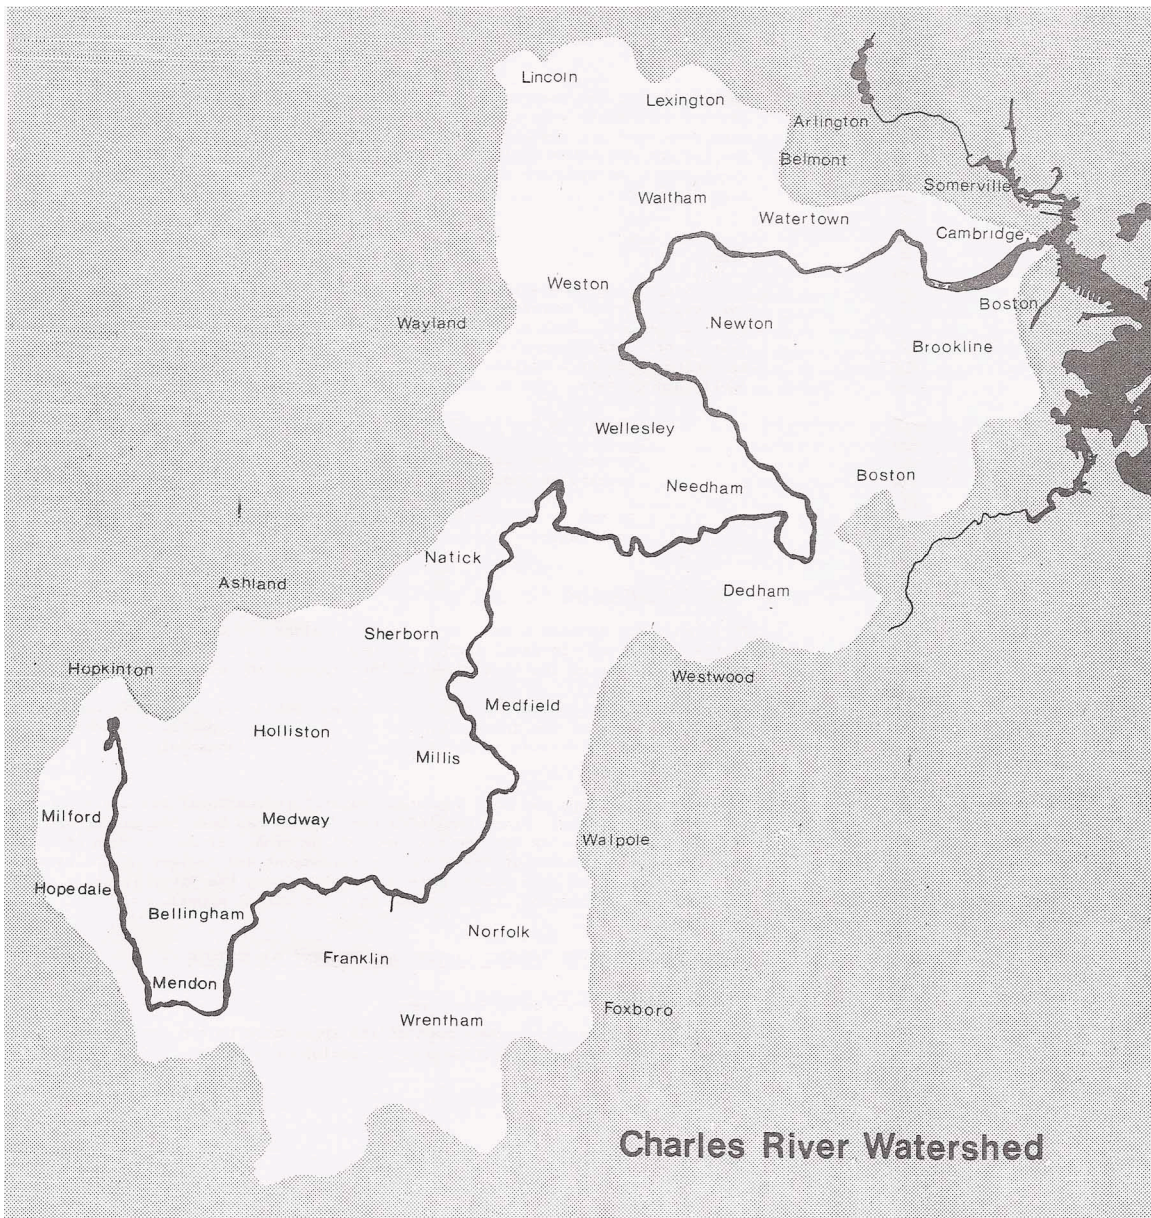 Lincoln
Lexington
Arlington
Belmont
Somerville
Waltham
Watertown
Cambridge
Weston
Boston
Wayland
Newton
Brookline
Wellesley
Boston
Needham
Natick
Ashland
Dedham
Sherborn
Hopkinton
Westwood
Medfield
Holliston
Millis
Milford
Medway
Walpole
Hopedale
Bellingham
Norfolk
Franklin
Mendon
Foxboro
Wrentham
Charles River Watershed